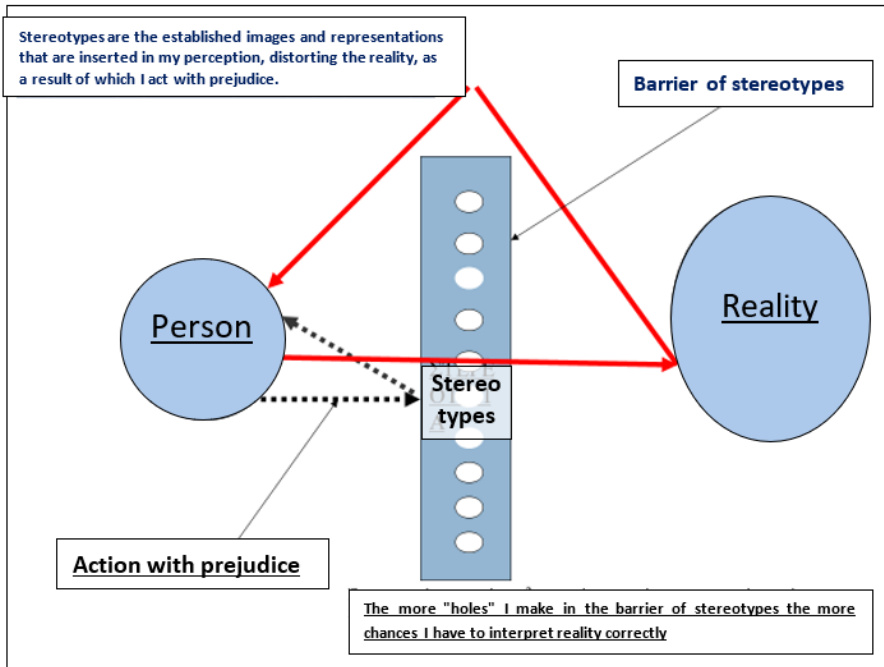 Stereotypes are the established images and representations
that are inserted in my perception, distorting the reality, as
a result of which I act with prejudice.
Barrier of stereotypes
Person
Reality
Stereo
types
Action with prejudice
The more "holes" I make in the barrier of stereotypes the more
chances I have to interpret reality correctly